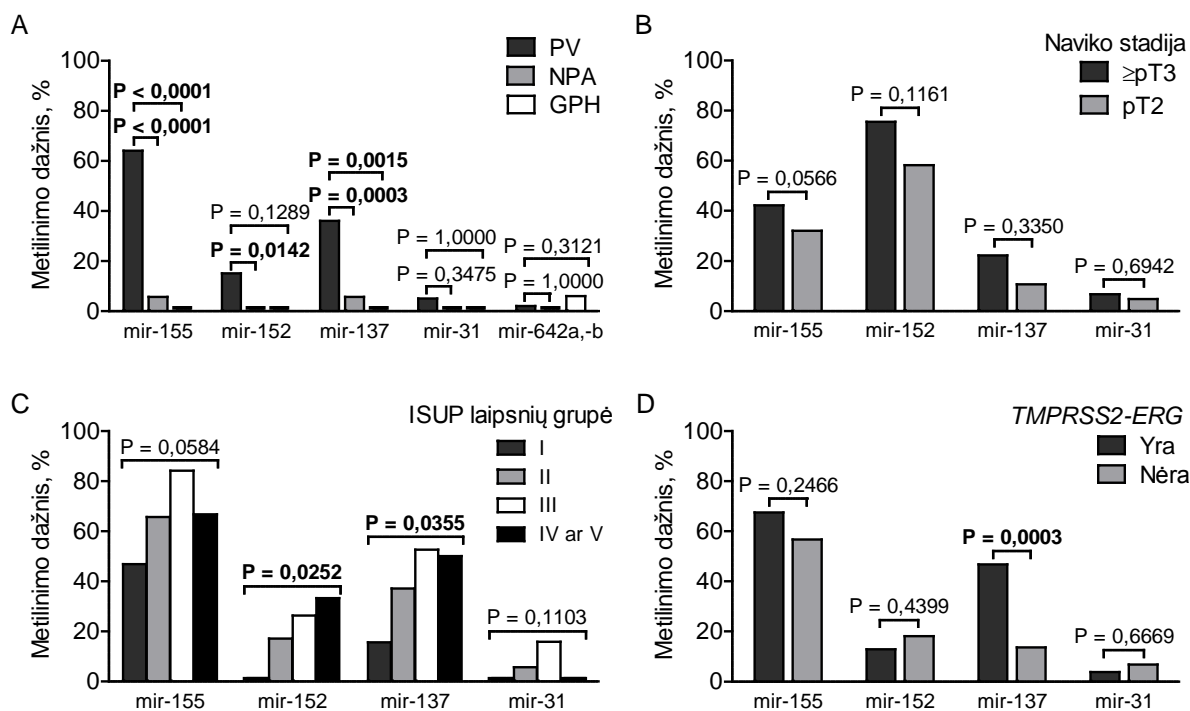 A
Metilinimo dažnis, %
100
80
60
40
20
0
PV
NPA
GPH
P < 0,0001
P < 0,0001
P = 0,1289
P = 0,0142
P = 0,0015
P = 0,0003
P = 1,0000
P = 0,3475
P = 0,3121
P = 1,0000
mir-155 mir-152 mir-137 mir-31 mir-642a,-b
B
Naviko stadija
≥pT3
pT2
Metilinimo dažnis, %
100
80
60
40
20
0
P = 0,0566
P = 0,1161
P = 0,3350
P = 0,6942
mir-155 mir-152 mir-137 mir-31
C
ISUP laipsnių grupė
I
II
III
IV ar V
Metilinimo dažnis, %
100
80
60
40
20
0
P = 0,0584
P = 0,0252
P = 0,0355
P = 0,1103
mir-155 mir-152 mir-137 mir-31
D
TMPRSS2-ERG
Yra
Nėra
Metilinimo dažnis, %
100
80
60
40
20
0
P = 0,2466
P = 0,4399
P = 0,0003
P = 0,6669
mir-155 mir-152 mir-137 mir-31